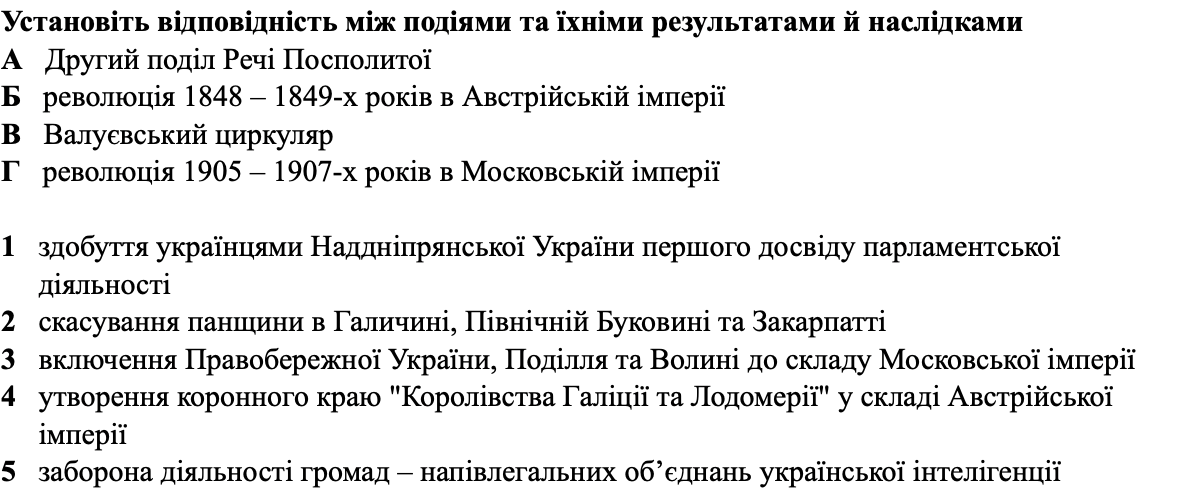 Установіть відповідність між подіями та їхніми результатами й наслідками
А Другий поділ Речі Посполитої
Б революція 1848 – 1849-х років в Австрійській імперії
В Валуєвський циркуляр
Г революція 1905 – 1907-х років в Московській імперії
1 здобуття українцями Наддніпрянської України першого досвіду парламентської
діяльності
2 скасування панщини в Галичині, Північній Буковині та Закарпатті
3 включення Правобережної України, Поділля та Волині до складу Московської імперії
4 утворення коронного краю "Королівства Галіції та Лодомерії" у складі Австрійської
імперії
5 заборона діяльності громад – напівлегальних об’єднань української інтелігенції